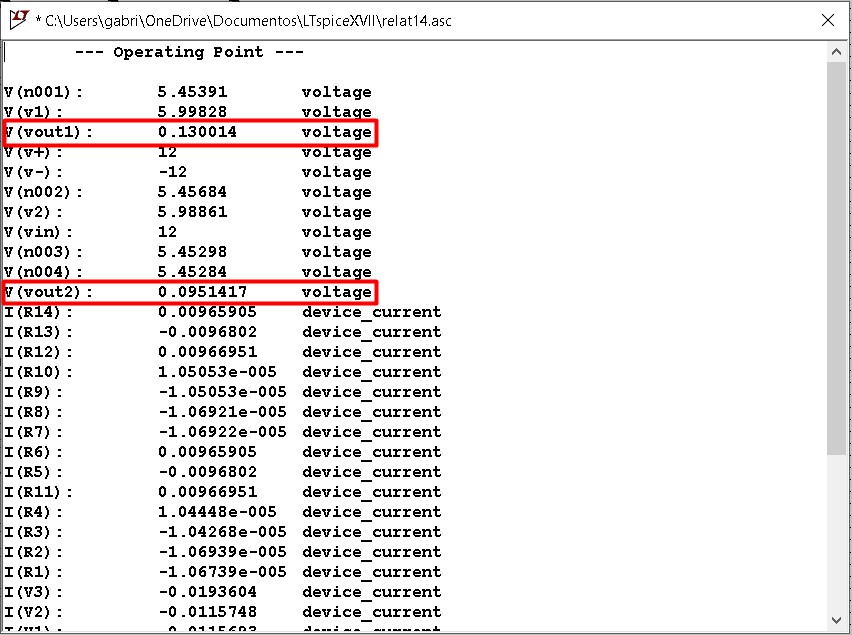 * C:\Users\gabri\OneDrive\Documentos\LTspiceXVII\relat14.asc
--- Operating Point ---
V(n001): 5.45391 voltage
V(v1): 5.99828 voltage
V(vout1): 0.130014 voltage
V(v+): 12 voltage
V(v-): -12 voltage
V(n002): 5.45684 voltage
V(v2): 5.98861 voltage
V(vin): 12 voltage
V(n003): 5.45298 voltage
V(n004): 5.45284 voltage
V(vout2): 0.0951417 voltage
I(R14): 0.00965905 device_current
I(R13): -0.0096802 device_current
I(R12): 0.00966951 device_current
I(R10): 1.05053e-005 device_current
I(R9): -1.05053e-005 device_current
I(R8): -1.06921e-005 device_current
I(R7): -1.06922e-005 device_current
I(R6): 0.00965905 device_current
I(R5): -0.0096802 device_current
I(R11): 0.00966951 device_current
I(R4): 1.04448e-005 device_current
I(R3): -1.04268e-005 device_current
I(R2): -1.06939e-005 device_current
I(R1): -1.06739e-005 device_current
I(V3): -0.0193604 device_current
I(V2): -0.0115748 device_current
I(V1): device_current